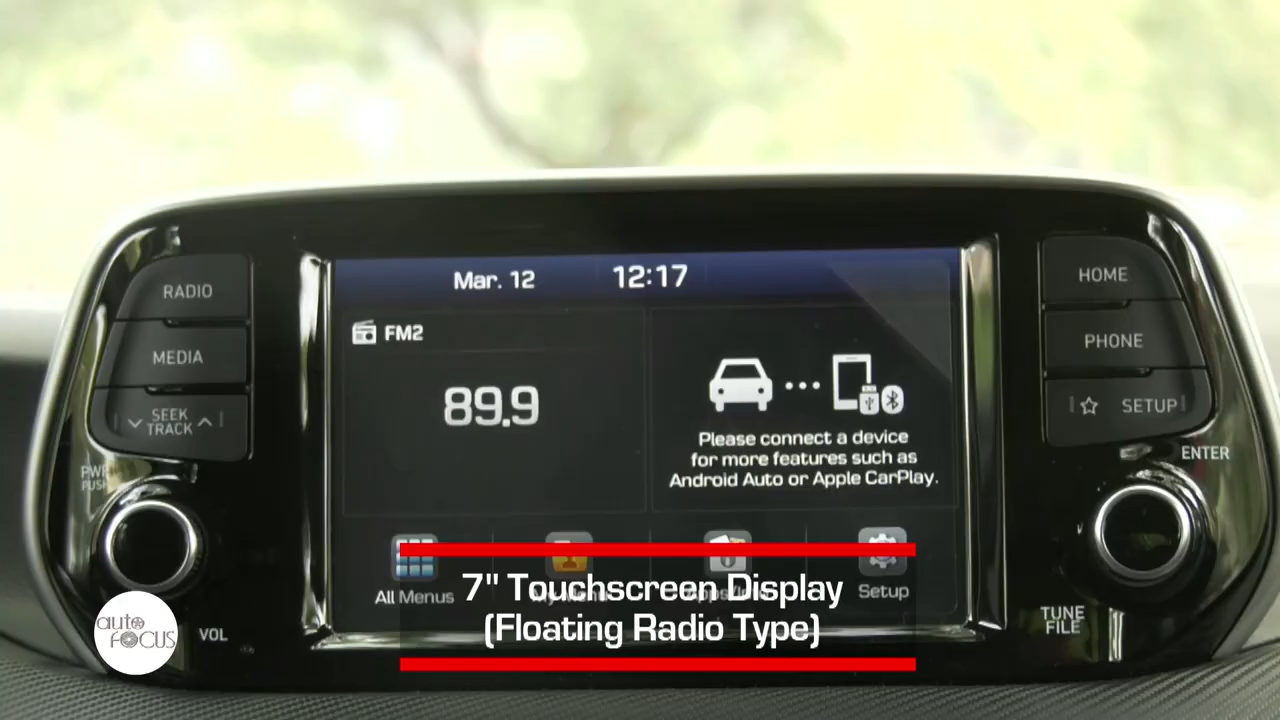 Mar. 12 12:17
RADIO
MEDIA
SEEK
TRACK
PWR
PUSH
VOL
FM2
89.9
Please connect a device
for more features such as
Android Auto or Apple CarPlay.
All Menus
Setup
HOME
PHONE
SETUP
ENTER
TUNE
FILE
7" Touchscreen Display
(Floating Radio Type)
auto
FOCUS